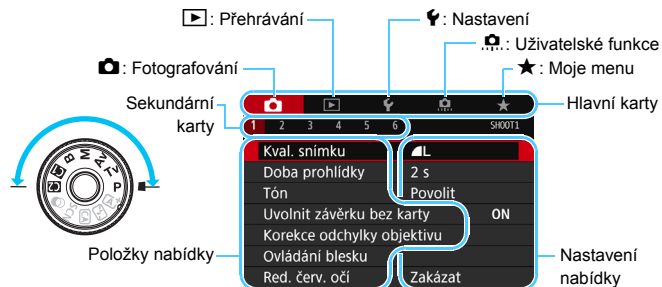 ▶: Přehrávání
: Nastavení
: Uživatelské funkce
: Fotografování
★: Moje menu
Sekundární karty
Hlavní karty
1 2 3 4 5 6 SHOOT1
Kval. snímku L
Doba prohlídky 2 s
Tón Povolit
Uvolnit závěrku bez karty ON
Korekce odchylky objektivu
Ovládání blesku
Red. červ. očí Zakázat
Položky nabídky
Nastavení nabídky
B M Av Tv P